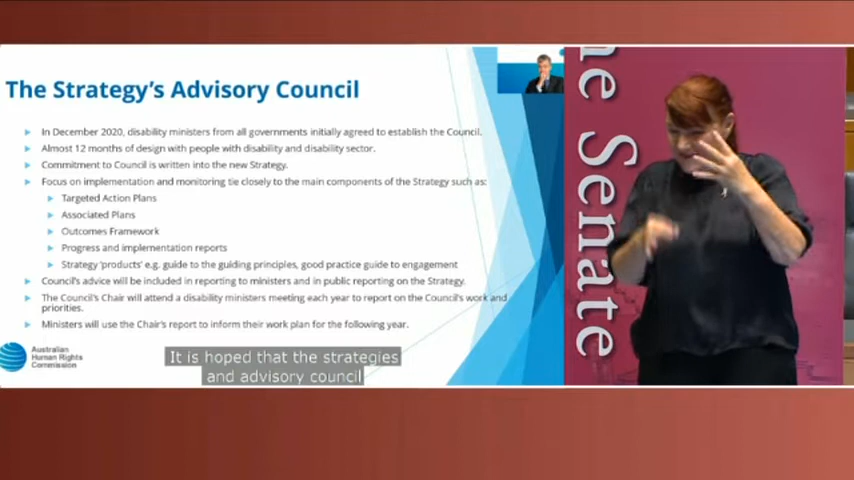 The Strategy's Advisory Council
In December 2020, disability ministers from all governments initially agreed to establish the Council.
Almost 12 months of design with people with disability and disability sector.
Commitment to Council is written into the new Strategy.
Focus on implementation and monitoring tie closely to the main components of the Strategy such as:
Targeted Action Plans
Associated Plans
Outcomes Framework
Progress and implementation reports
Strategy 'products' e.g. guide to the guiding principles, good practice guide to engagement
Council's advice will be included in reporting to ministers and in public reporting on the Strategy.
The Council's Chair will attend a disability ministers meeting each year to report on the Council's work and
priorities.
Ministers will use the Chair's report to inform their work plan for the following year.
Australian
Human Rights
Commission
It is hoped that the strategies
and advisory council
he Senate